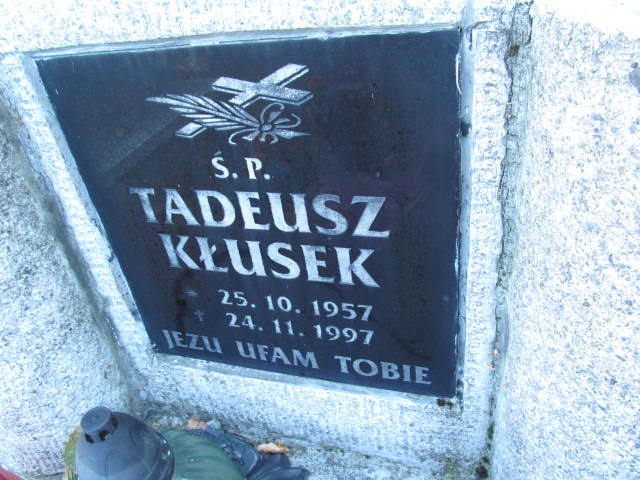 Ś. P.
TADEUSZ
KŁUSEK
* 25. 10. 1957
† 24. 11. 1997
JEZU UFAM TOBIE